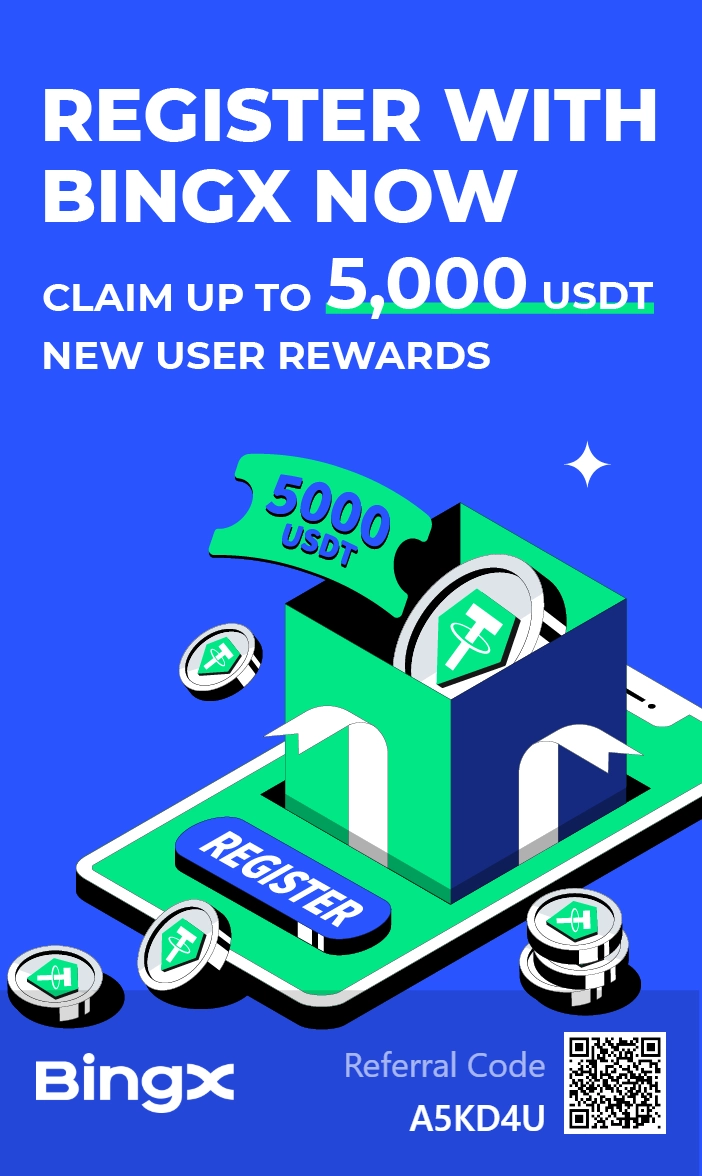 REGISTER WITH
BINGX NOW
CLAIM UP TO 5,000 USDT
NEW USER REWARDS
5000
USDT
REGISTER
BingX
Referral Code
A5KD4U